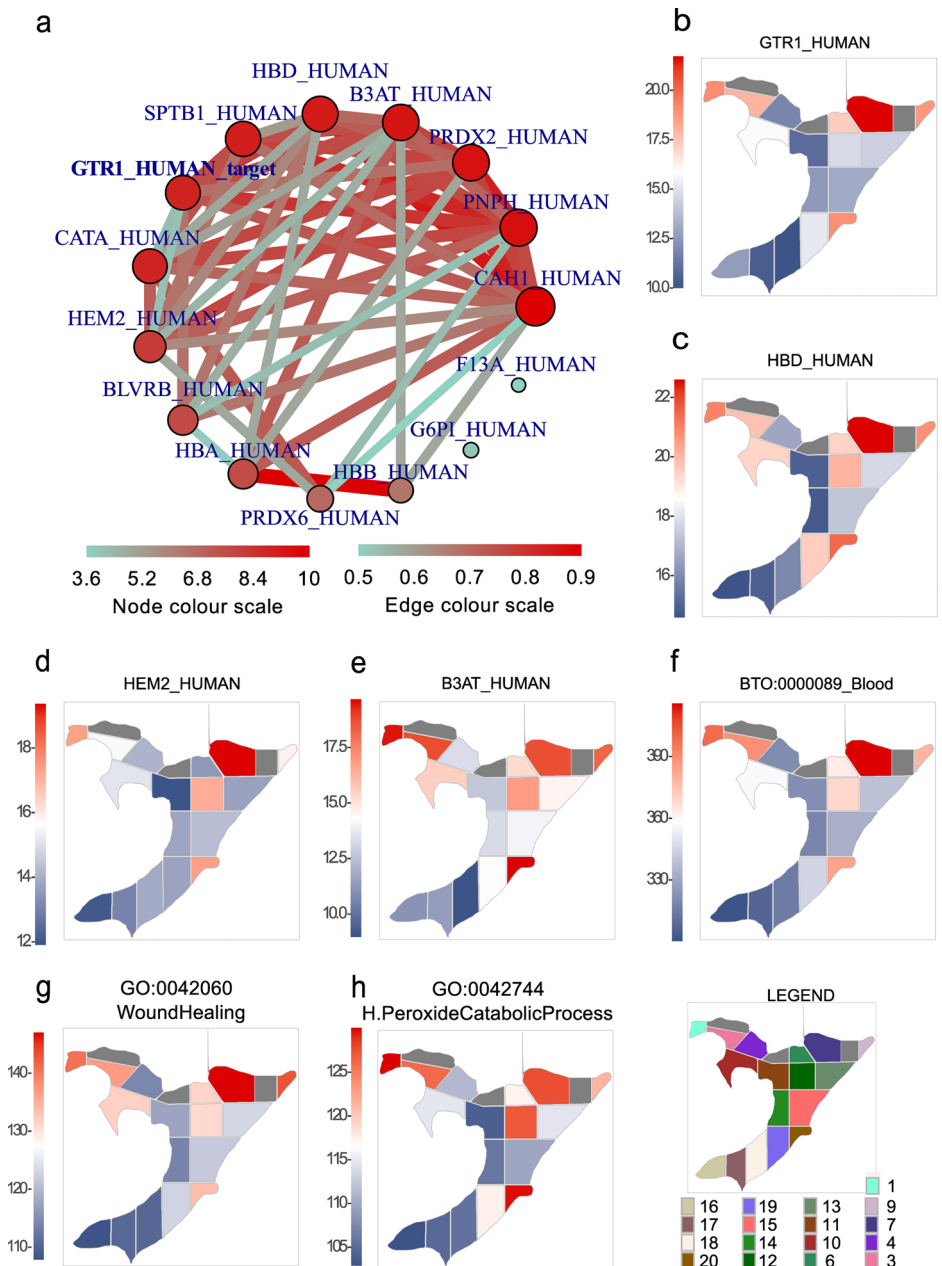 a
HBD_HUMAN
B3AT_HUMAN
SPTB1_HUMAN
PRDX2_HUMAN
GTR1_HUMAN_target
PNPH_HUMAN
CATA_HUMAN
CAH1_HUMAN
HEM2_HUMAN
F13A_HUMAN
BLVRB_HUMAN
G6PI_HUMAN
HBA_HUMAN
HBB_HUMAN
PRDX6_HUMAN
3.6 5.2 6.8 8.4 10
Node colour scale
0.5 0.6 0.7 0.8 0.9
Edge colour scale
b
GTR1_HUMAN
20.0
17.5
15.0
12.5
10.0
c
HBD_HUMAN
22
20
18
16
d
HEM2_HUMAN
18
16
14
12
e
B3AT_HUMAN
17.5
15.0
12.5
10.0
f
BTO:0000089_Blood
390
360
330
g
GO:0042060
WoundHealing
140
130
120
110
h
GO:0042744
H.PeroxideCatabolicProcess
125
120
115
110
105
LEGEND
1
16 19 13 9
17 15 11 7
18 14 10 4
20 12 6 3